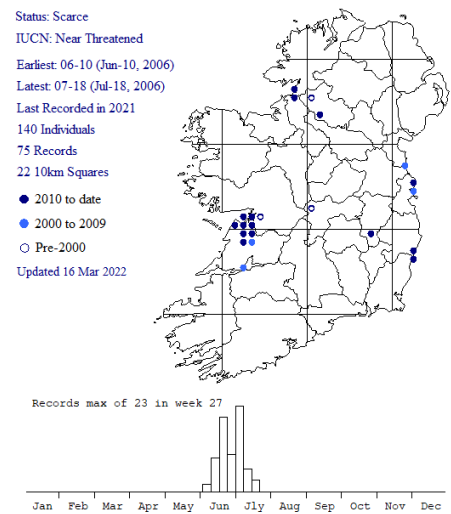 Status: Scarce
IUCN: Near Threatened
Earliest: 06-10 (Jun-10, 2006)
Latest: 07-18 (Jul-18, 2006)
Last Recorded in 2021
140 Individuals
75 Records
22 10km Squares
2010 to date
2000 to 2009
Pre-2000
Updated 16 Mar 2022
Records max of 23 in week 27
Jan Feb Mar Apr May Jun Jly Aug Sep Oct Nov Dec